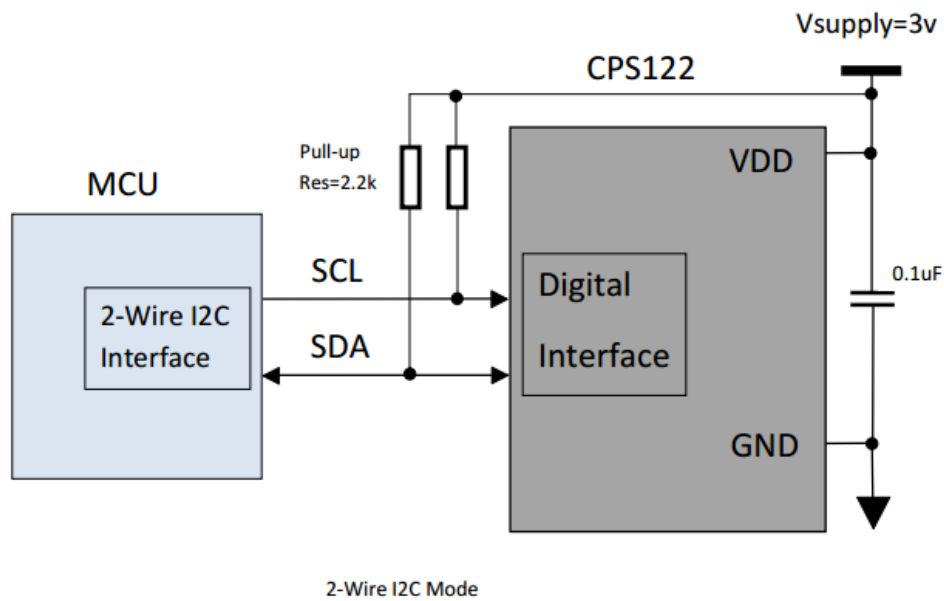 Vsupply=3v
CPS122
Pull-up
Res=2.2k
MCU
VDD
SCL
0.1uF
Digital
2-Wire I2C
SDA
Interface
Interface
GND
2-Wire I2C Mode